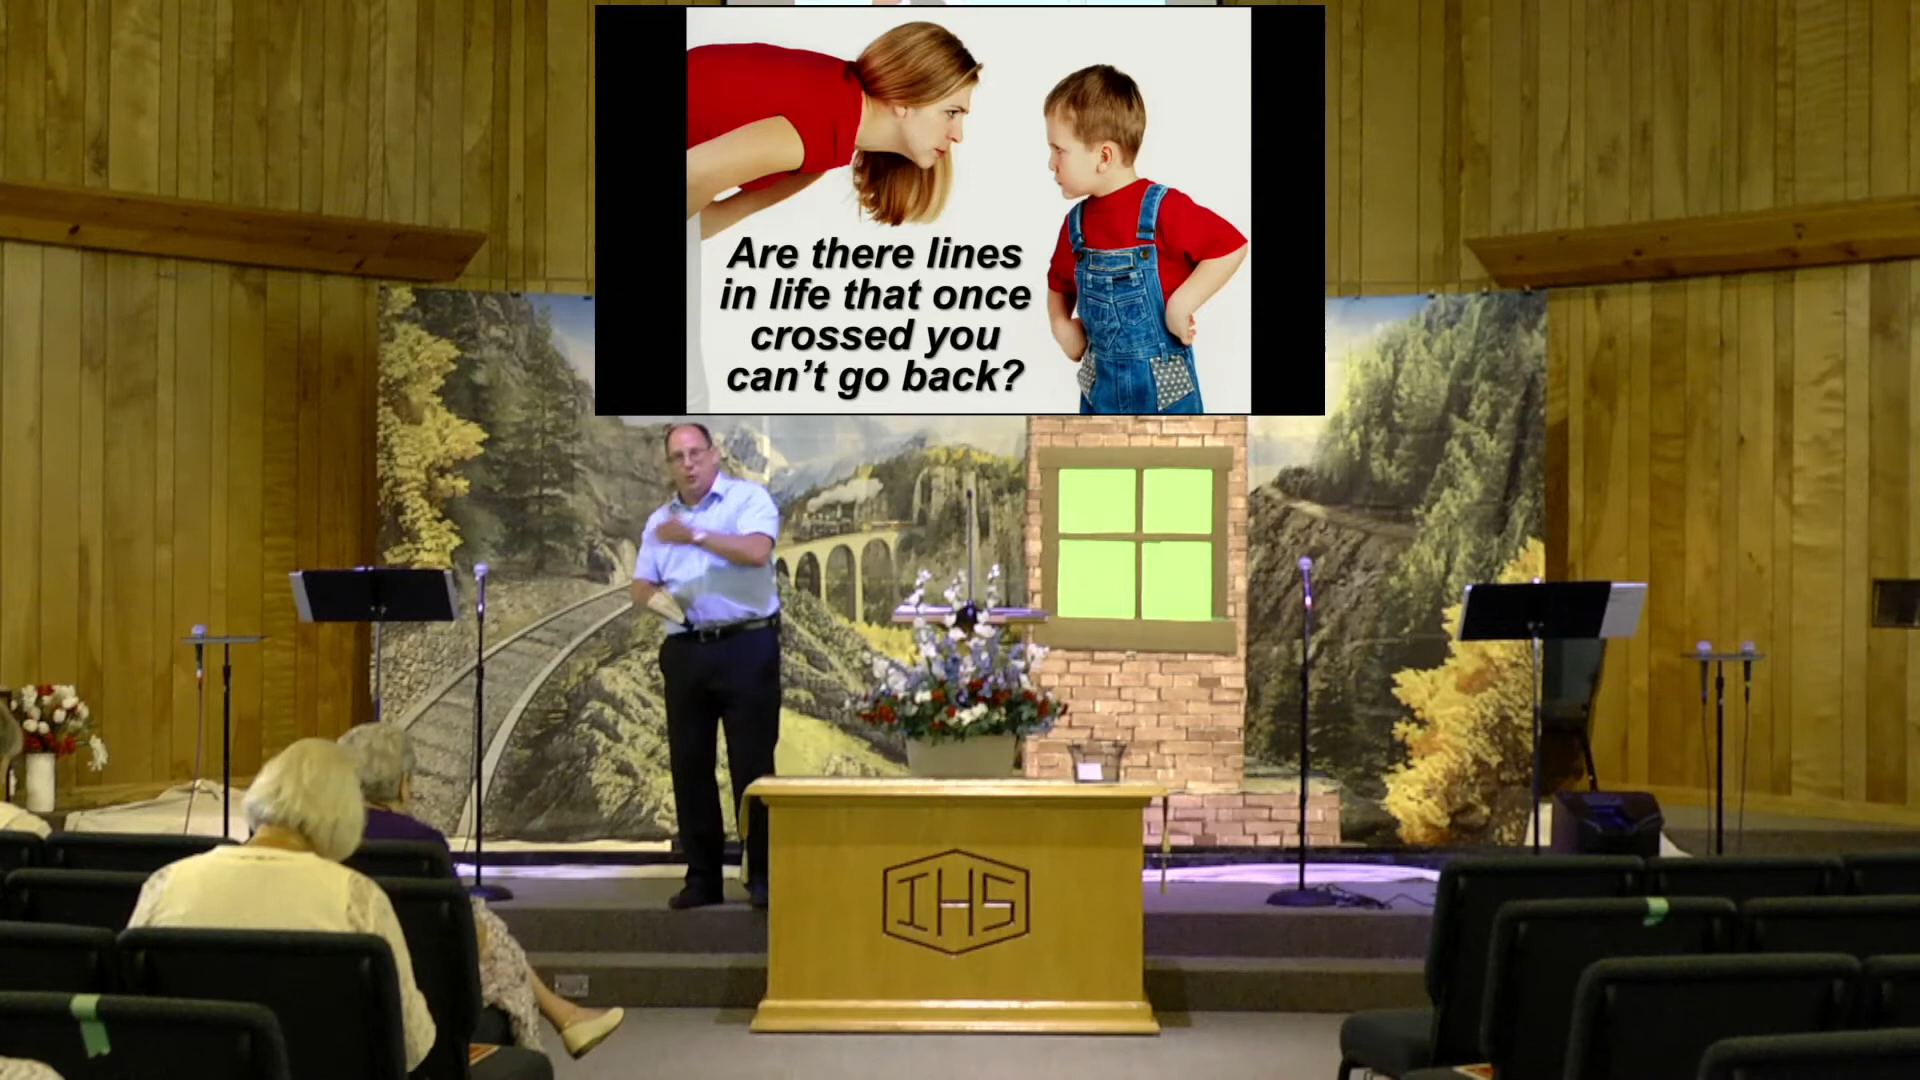 Are there lines
in life that once
crossed you
can't go back?
IHS